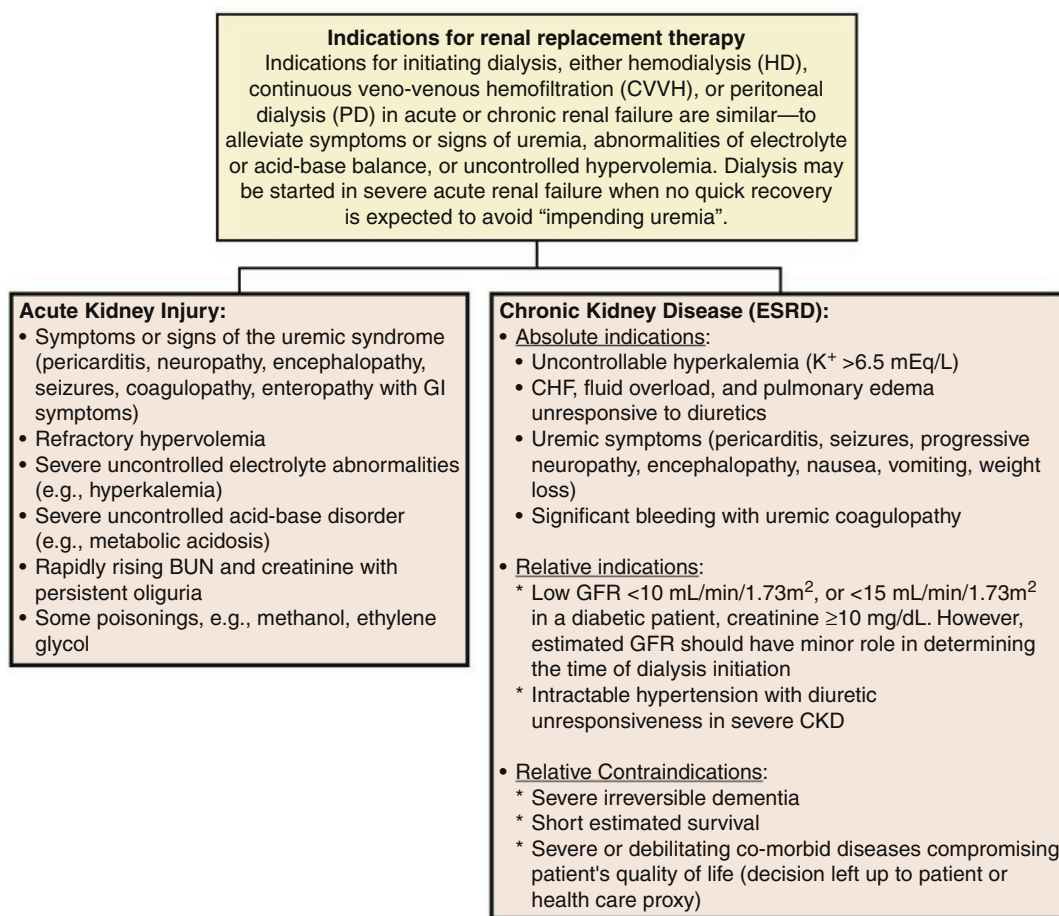 Indications for renal replacement therapy
Indications for initiating dialysis, either hemodialysis (HD),
continuous veno-venous hemofiltration (CVVH), or peritoneal
dialysis (PD) in acute or chronic renal failure are similar—to
alleviate symptoms or signs of uremia, abnormalities of electrolyte
or acid-base balance, or uncontrolled hypervolemia. Dialysis may
be started in severe acute renal failure when no quick recovery
is expected to avoid “impending uremia”.
Acute Kidney Injury:
• Symptoms or signs of the uremic syndrome
(pericarditis, neuropathy, encephalopathy,
seizures, coagulopathy, enteropathy with GI
symptoms)
• Refractory hypervolemia
• Severe uncontrolled electrolyte abnormalities
(e.g., hyperkalemia)
• Severe uncontrolled acid-base disorder
(e.g., metabolic acidosis)
• Rapidly rising BUN and creatinine with
persistent oliguria
• Some poisonings, e.g., methanol, ethylene
glycol
Chronic Kidney Disease (ESRD):
• Absolute indications:
• Uncontrollable hyperkalemia (K⁺ >6.5 mEq/L)
• CHF, fluid overload, and pulmonary edema
unresponsive to diuretics
• Uremic symptoms (pericarditis, seizures, progressive
neuropathy, encephalopathy, nausea, vomiting, weight
loss)
• Significant bleeding with uremic coagulopathy
• Relative indications:
* Low GFR <10 mL/min/1.73m², or <15 mL/min/1.73m²
in a diabetic patient, creatinine ≥10 mg/dL. However,
estimated GFR should have minor role in determining
the time of dialysis initiation
* Intractable hypertension with diuretic
unresponsiveness in severe CKD
• Relative Contraindications:
* Severe irreversible dementia
* Short estimated survival
* Severe or debilitating co-morbid diseases compromising
patient's quality of life (decision left up to patient or
health care proxy)